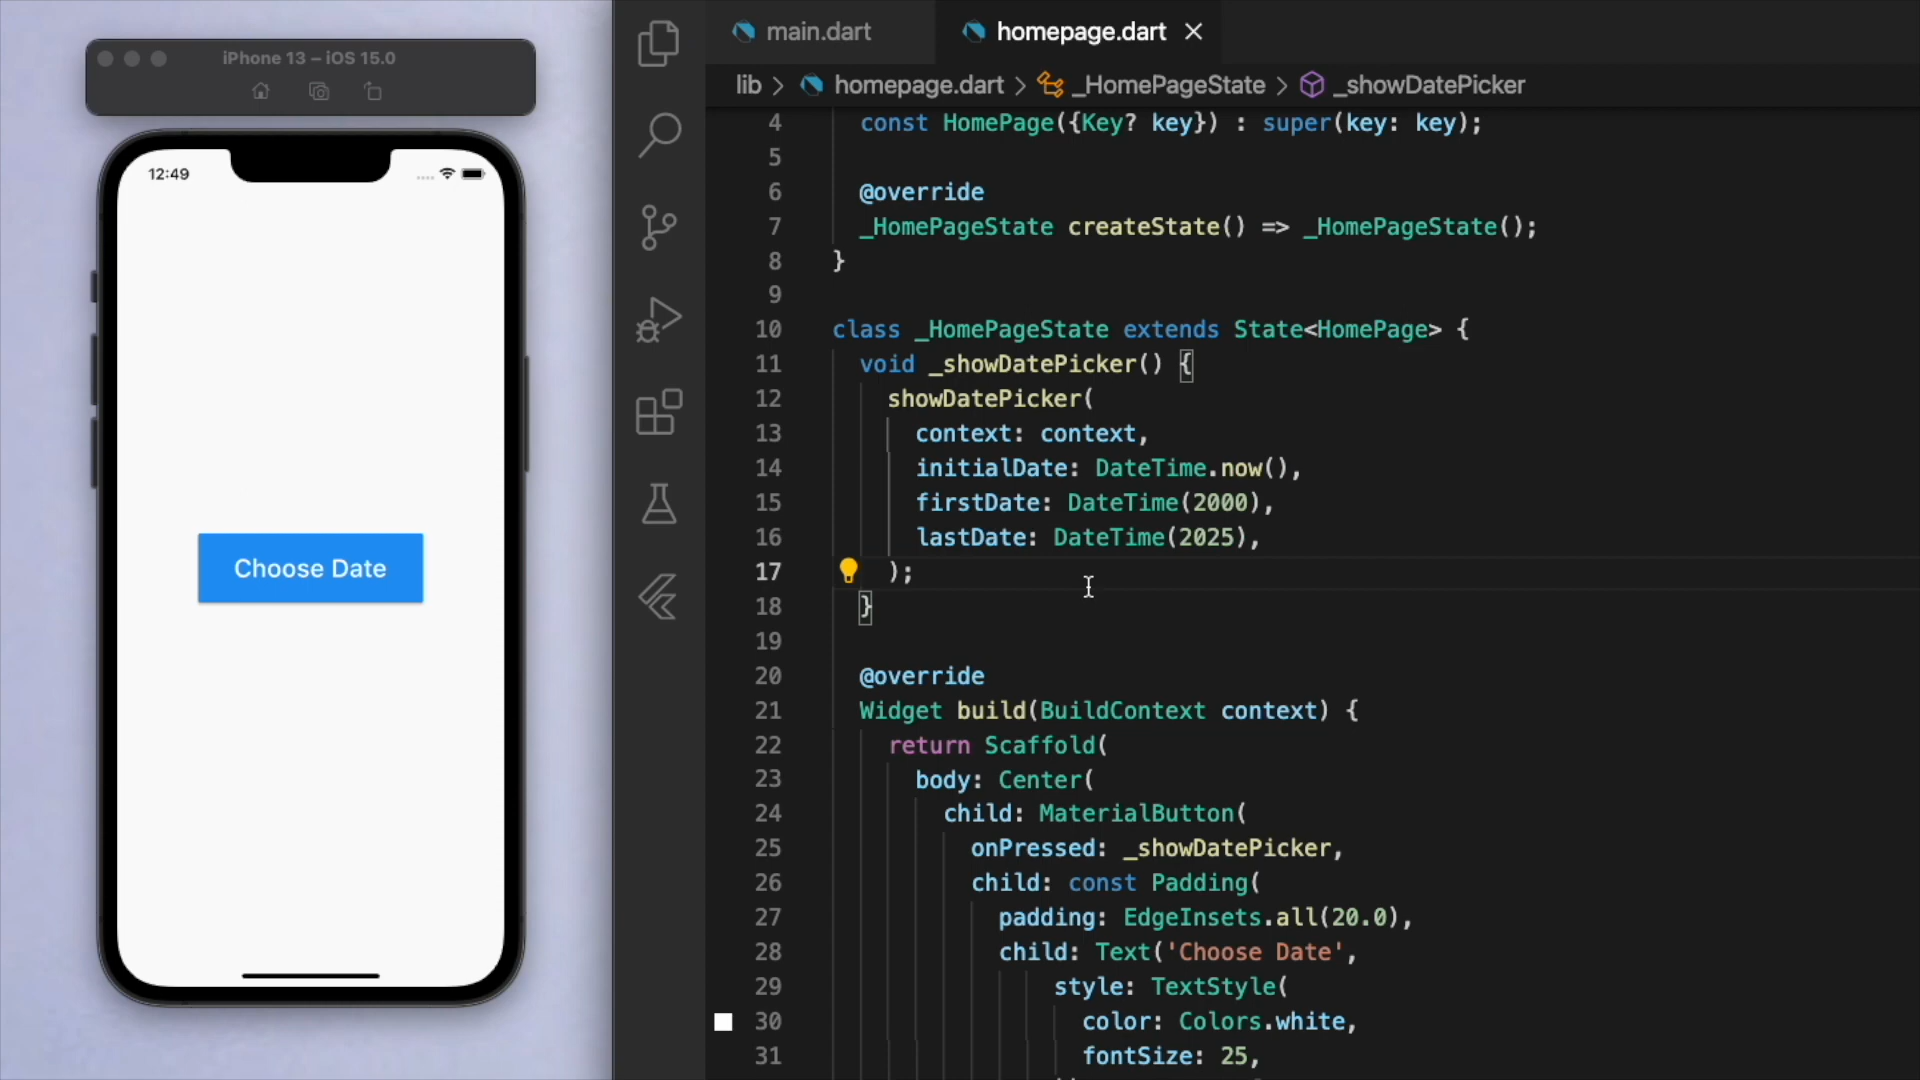 iPhone 13 – iOS 15.0
12:49
Choose Date
main.dart
homepage.dart
lib > homepage.dart > _HomePageState > _showDatePicker
4 const HomePage({Key? key}) : super(key: key);
5
6 @override
7 _HomePageState createState() => _HomePageState();
8 }
9
10 class _HomePageState extends State<HomePage> {
11 void _showDatePicker() {
12 showDatePicker(
13 context: context,
14 initialDate: DateTime.now(),
15 firstDate: DateTime(2000),
16 lastDate: DateTime(2025),
17 );
18 }
19
20 @override
21 Widget build(BuildContext context) {
22 return Scaffold(
23 body: Center(
24 child: MaterialButton(
25 onPressed: _showDatePicker,
26 child: const Padding(
27 padding: EdgeInsets.all(20.0),
28 child: Text('Choose Date',
29 style: TextStyle(
30 color: Colors.white,
31 fontSize: 25,